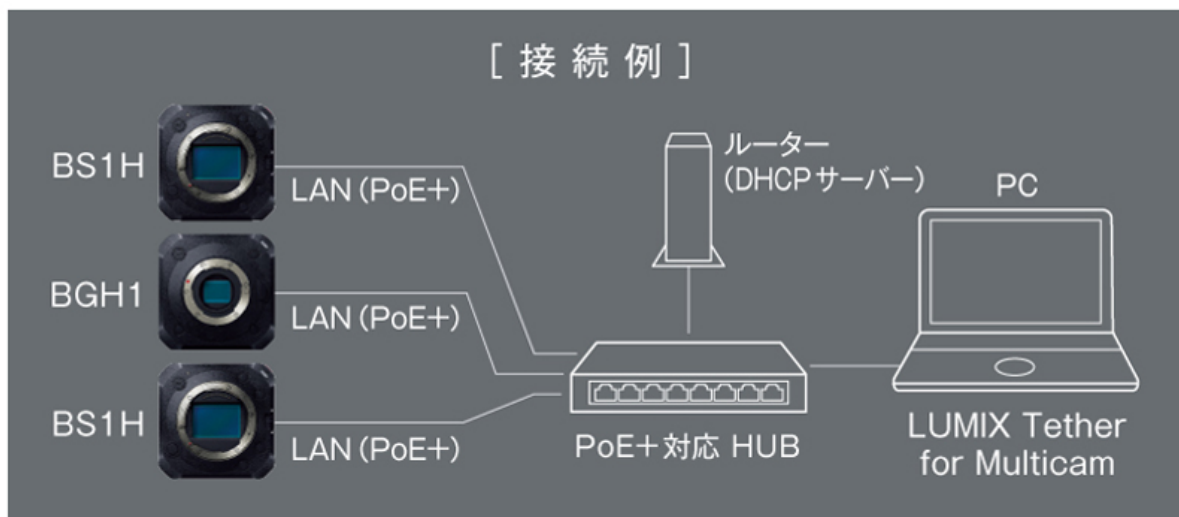 [ 接続例 ]
BS1H
LAN (PoE+)
BGH1
LAN (PoE+)
BS1H
LAN (PoE+)
ルーター
(DHCPサーバー)
PoE+対応 HUB
PC
LUMIX Tether
for Multicam